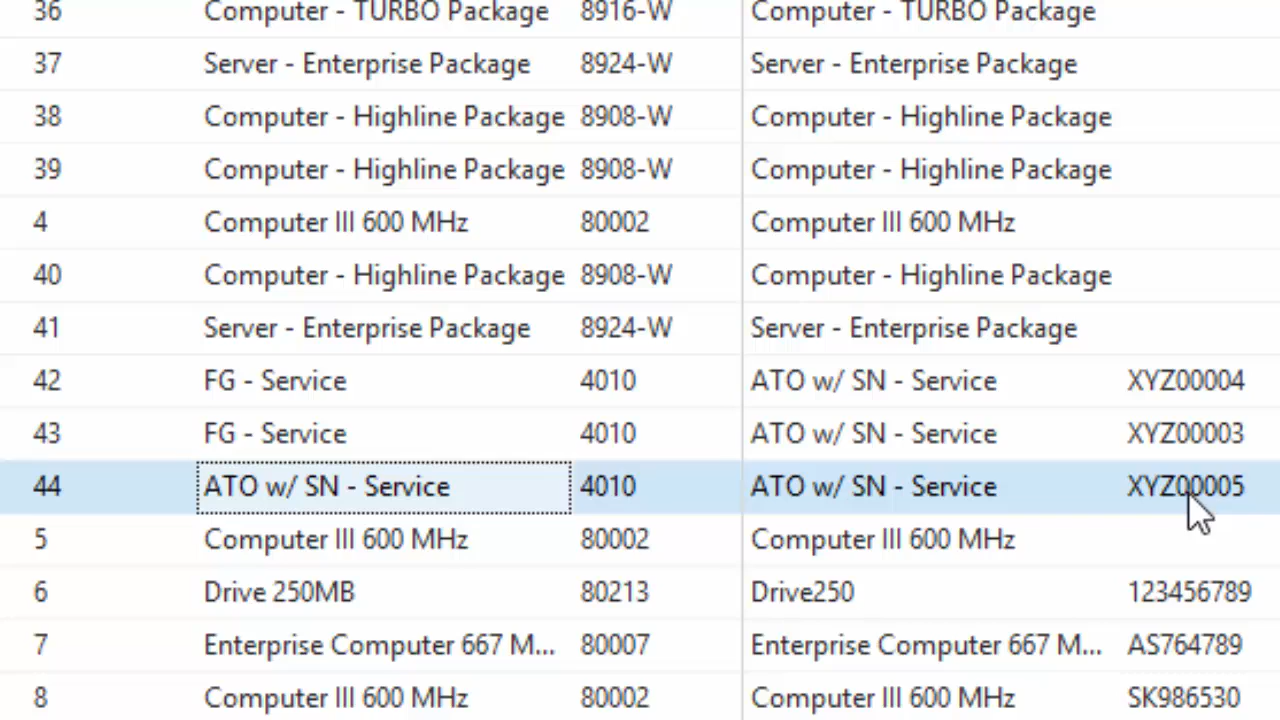 36 Computer - TURBO Package 8916-W Computer - TURBO Package
37 Server - Enterprise Package 8924-W Server - Enterprise Package
38 Computer - Highline Package 8908-W Computer - Highline Package
39 Computer - Highline Package 8908-W Computer - Highline Package
4 Computer III 600 MHz 80002 Computer III 600 MHz
40 Computer - Highline Package 8908-W Computer - Highline Package
41 Server - Enterprise Package 8924-W Server - Enterprise Package
42 FG - Service 4010 ATO w/ SN - Service XYZ00004
43 FG - Service 4010 ATO w/ SN - Service XYZ00003
44 ATO w/ SN - Service 4010 ATO w/ SN - Service XYZ00005
5 Computer III 600 MHz 80002 Computer III 600 MHz
6 Drive 250MB 80213 Drive250 123456789
7 Enterprise Computer 667 M... 80007 Enterprise Computer 667 M... AS764789
8 Computer III 600 MHz 80002 Computer III 600 MHz SK986530